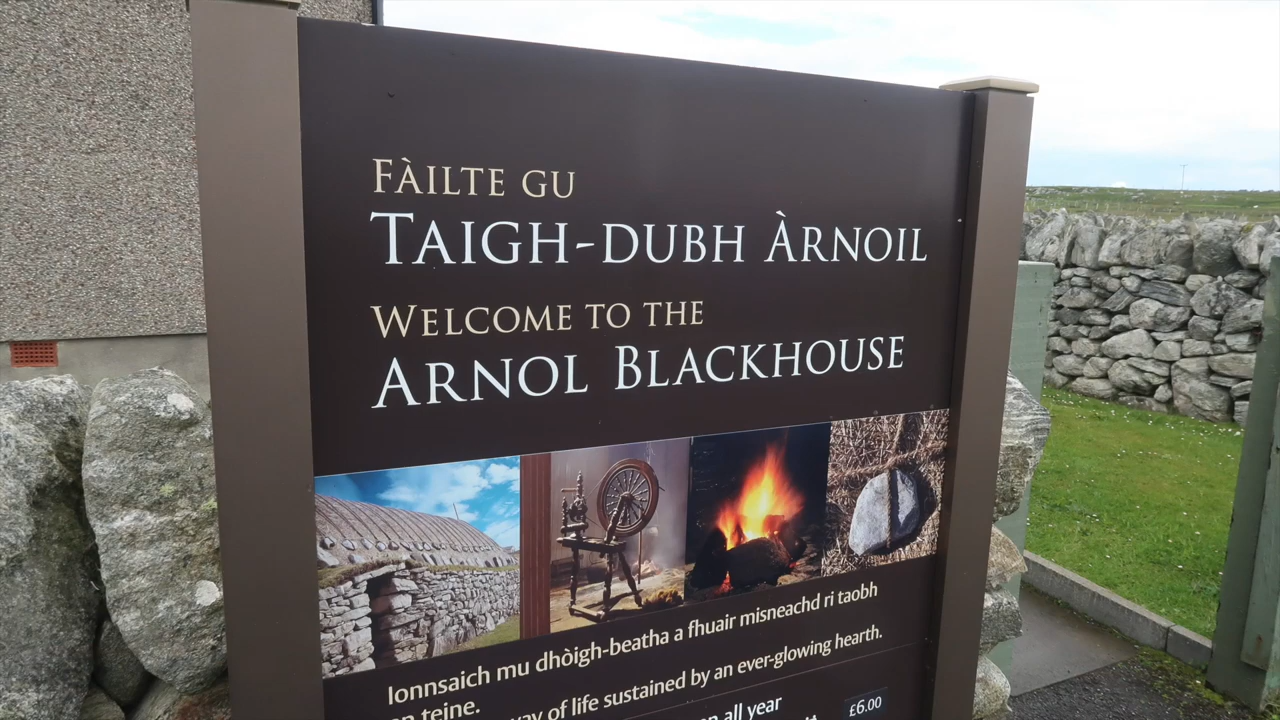 FÀILTE GU
TAIGH-DUBH ÀRNOIL
WELCOME TO THE
ARNOL BLACKHOUSE
Ionnsaich mu dhòigh-beatha a fhuair misneachd ri taobh
teine.
way of life sustained by an ever-glowing hearth.
all year
£6.00